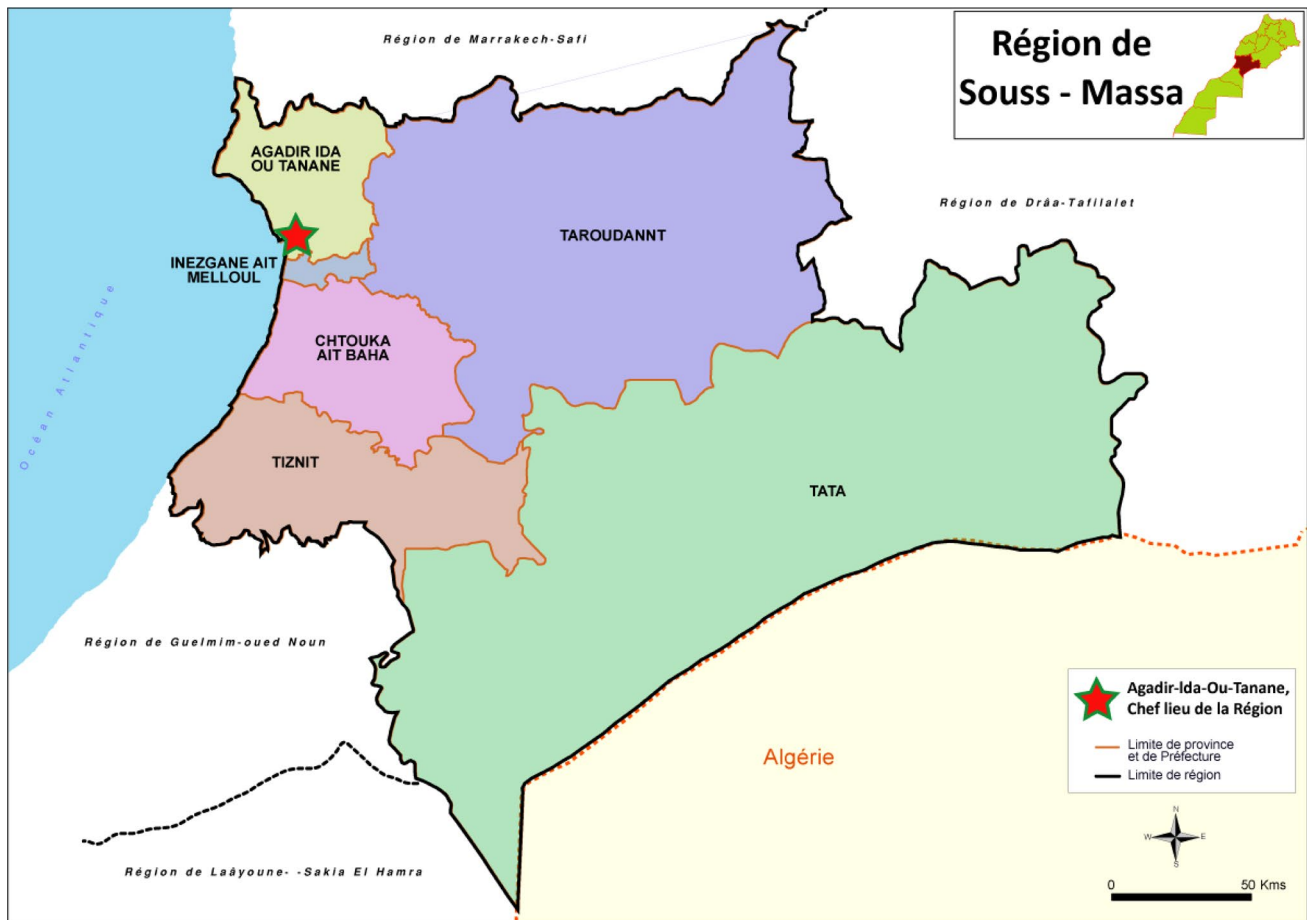 Région de Marrakech-Safi
Région de
Souss - Massa
AGADIR IDA
OU TANANE
Région de Drâa-Tafilalet
TAROUDANNT
INEZGANE AIT
MELLOUL
Océan Atlantique
CHTOUKA
AIT BAHA
TIZNIT
TATA
Région de Guelmim-oued Noun
Algérie
Agadir-Ida-Ou-Tanane,
Chef lieu de la Région
Limite de province
et de Préfecture
Limite de région
N
W E
S
Région de Laâyoune- -Sakia El Hamra
0 50 Kms